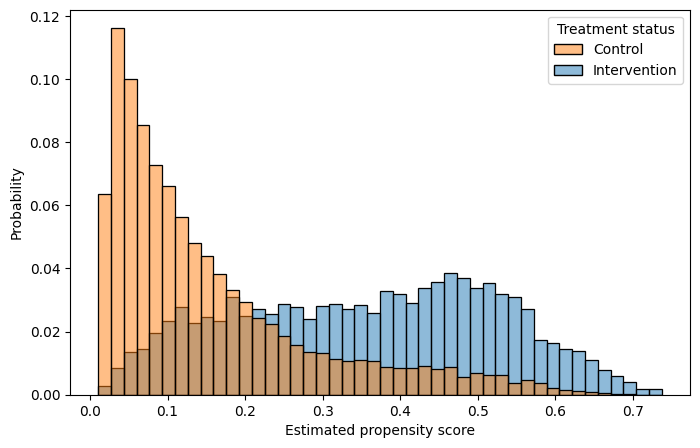 Treatment status
Control
Intervention
Probability
0.12
0.10
0.08
0.06
0.04
0.02
0.00
0.0 0.1 0.2 0.3 0.4 0.5 0.6 0.7
Estimated propensity score